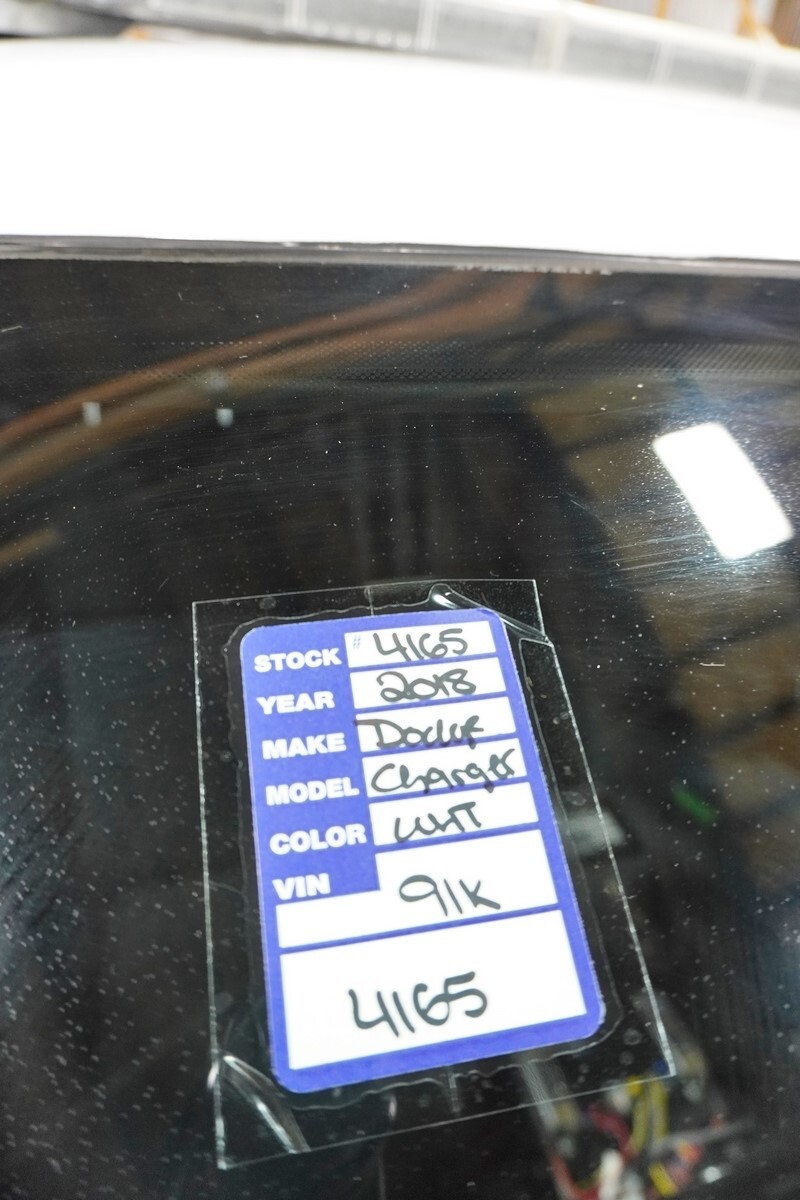 STOCK # 4165
YEAR 2018
MAKE Dodge
MODEL Charger
COLOR WHT
VIN 91K
4165